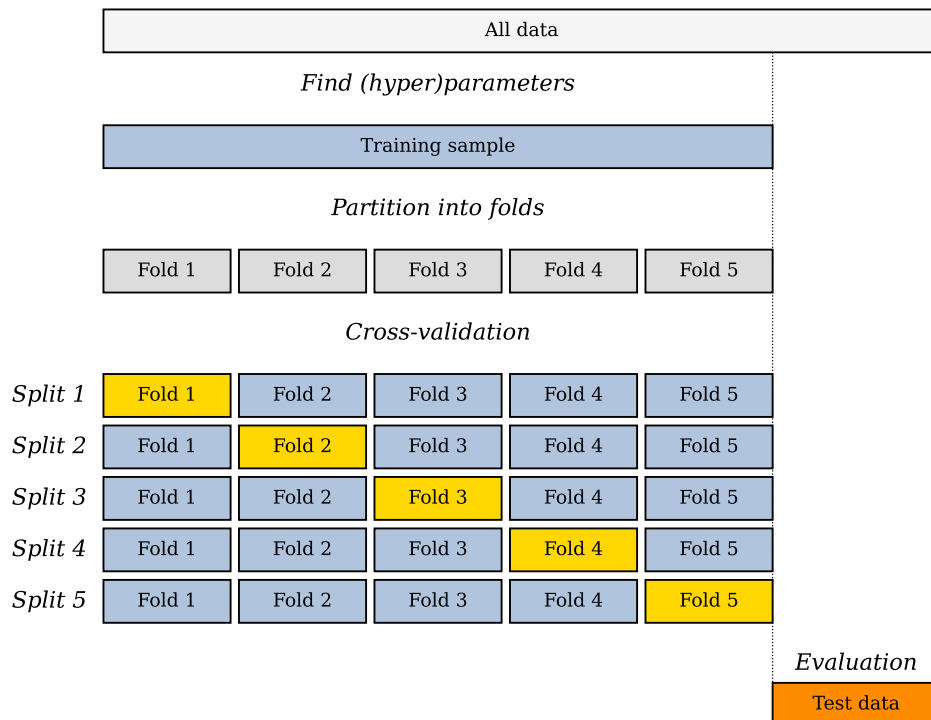 All data
Find (hyper)parameters
Training sample
Partition into folds
Fold 1 Fold 2 Fold 3 Fold 4 Fold 5
Cross-validation
Split 1 Fold 1 Fold 2 Fold 3 Fold 4 Fold 5
Split 2 Fold 1 Fold 2 Fold 3 Fold 4 Fold 5
Split 3 Fold 1 Fold 2 Fold 3 Fold 4 Fold 5
Split 4 Fold 1 Fold 2 Fold 3 Fold 4 Fold 5
Split 5 Fold 1 Fold 2 Fold 3 Fold 4 Fold 5
Evaluation
Test data